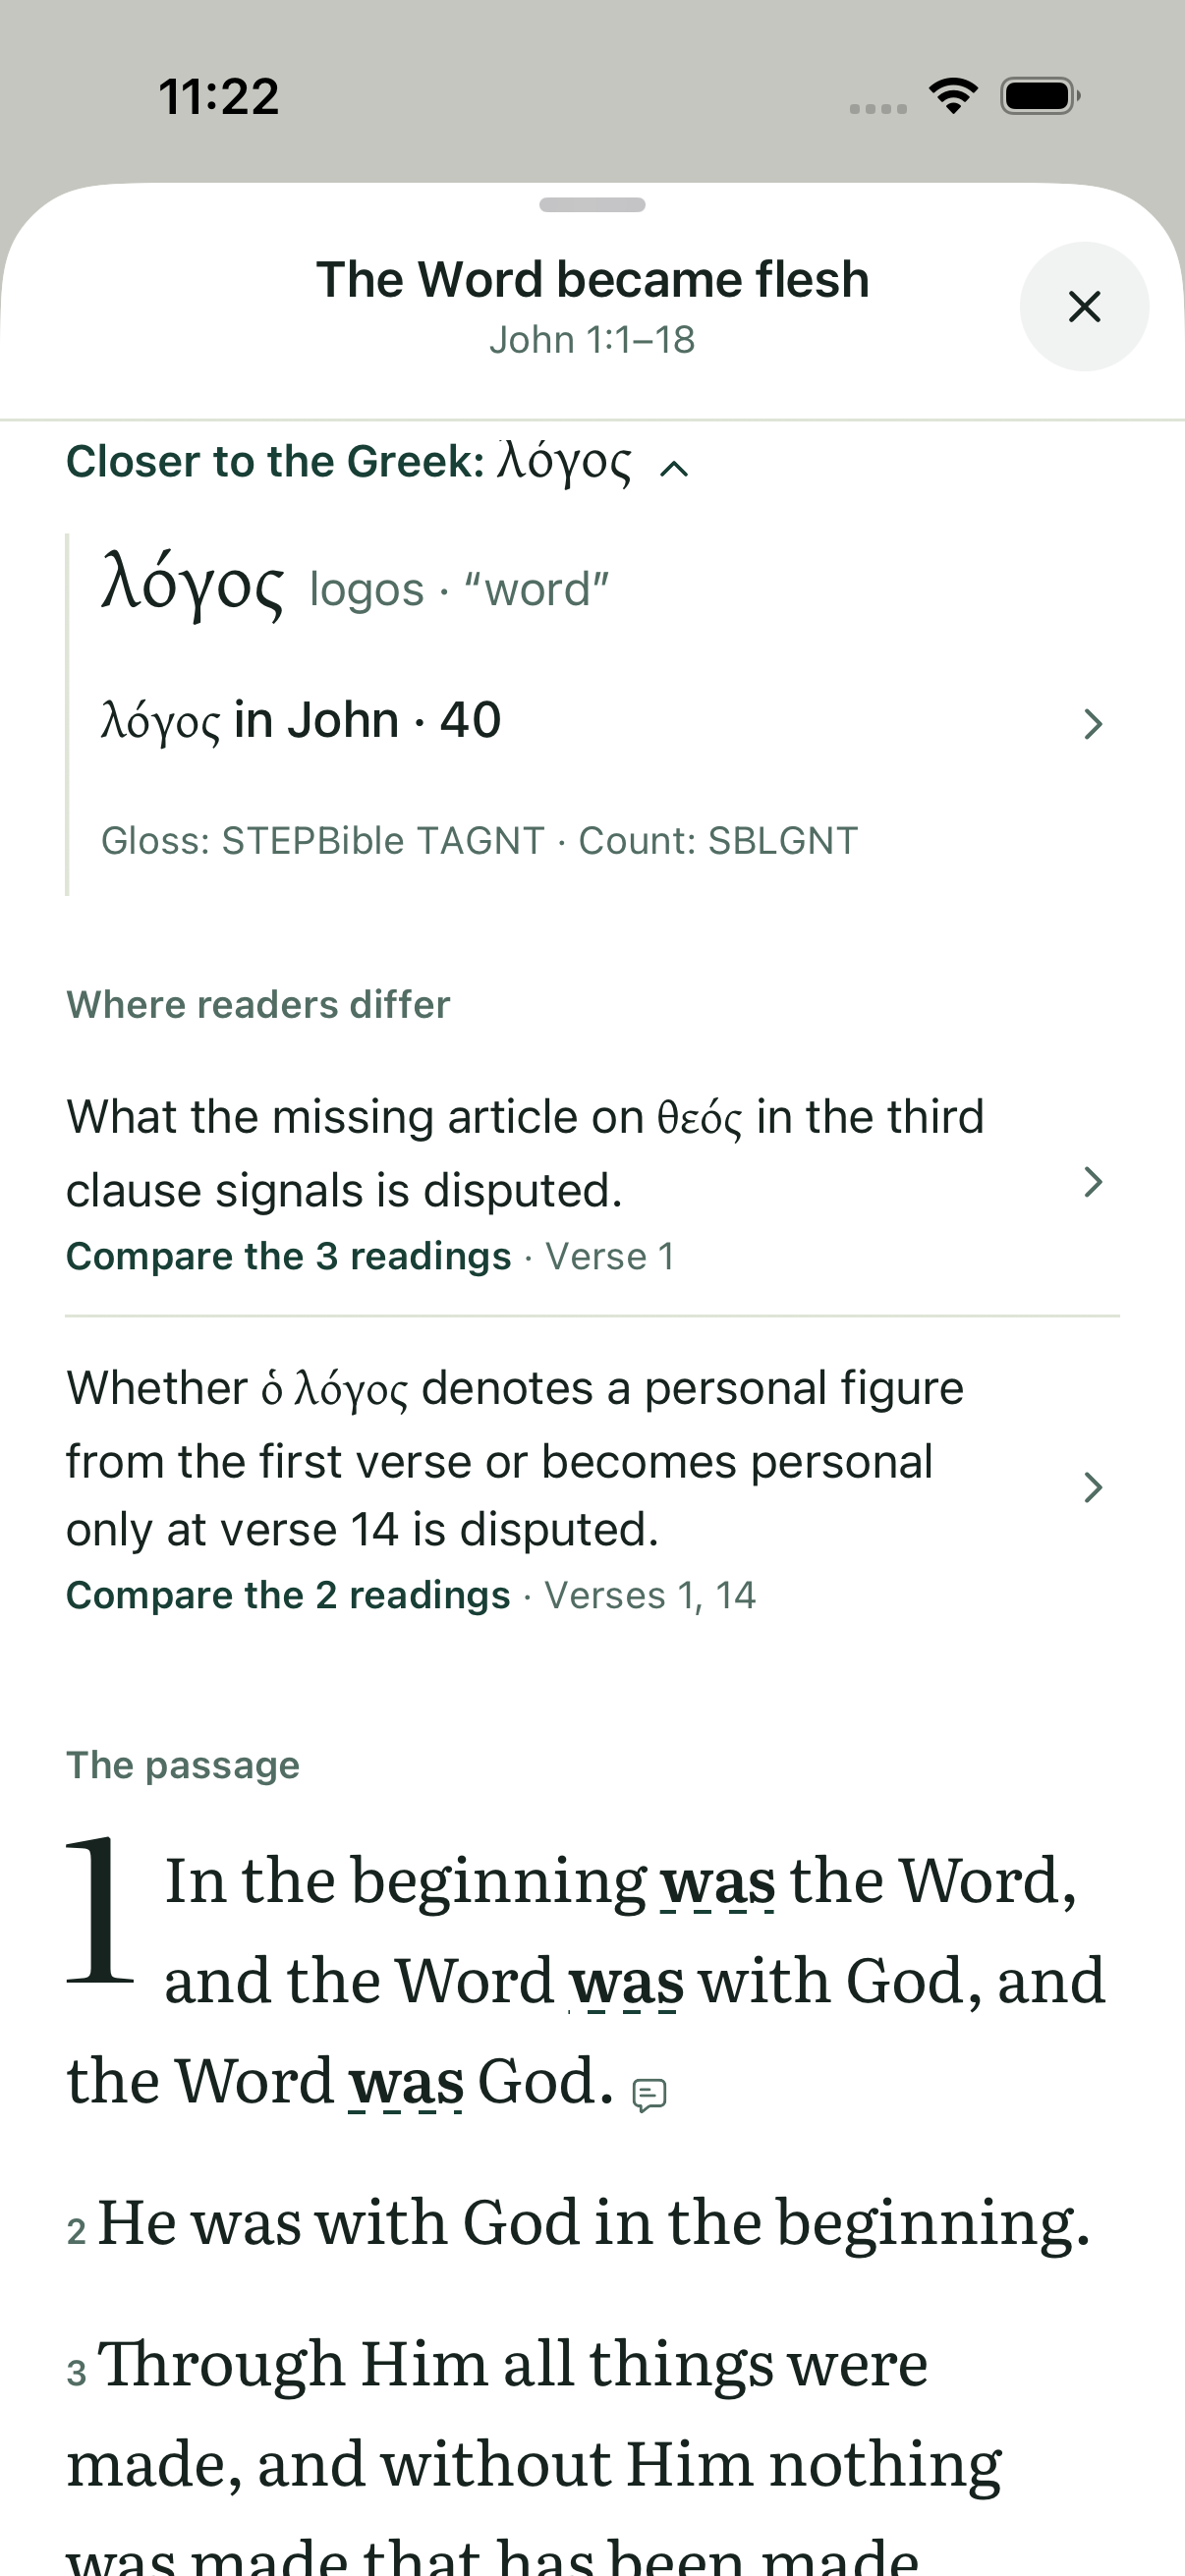 11:22
The Word became flesh
John 1:1–18
Closer to the Greek: λόγος
λόγος logos · “word”
λόγος in John · 40
Gloss: STEPBible TAGNT · Count: SBLGNT
Where readers differ
What the missing article on θεός in the third
clause signals is disputed.
Compare the 3 readings · Verse 1
Whether ὁ λόγος denotes a personal figure
from the first verse or becomes personal
only at verse 14 is disputed.
Compare the 2 readings · Verses 1, 14
The passage
1 In the beginning was the Word,
and the Word was with God, and
the Word was God.
2 He was with God in the beginning.
3 Through Him all things were
made, and without Him nothing
was made that has been made.